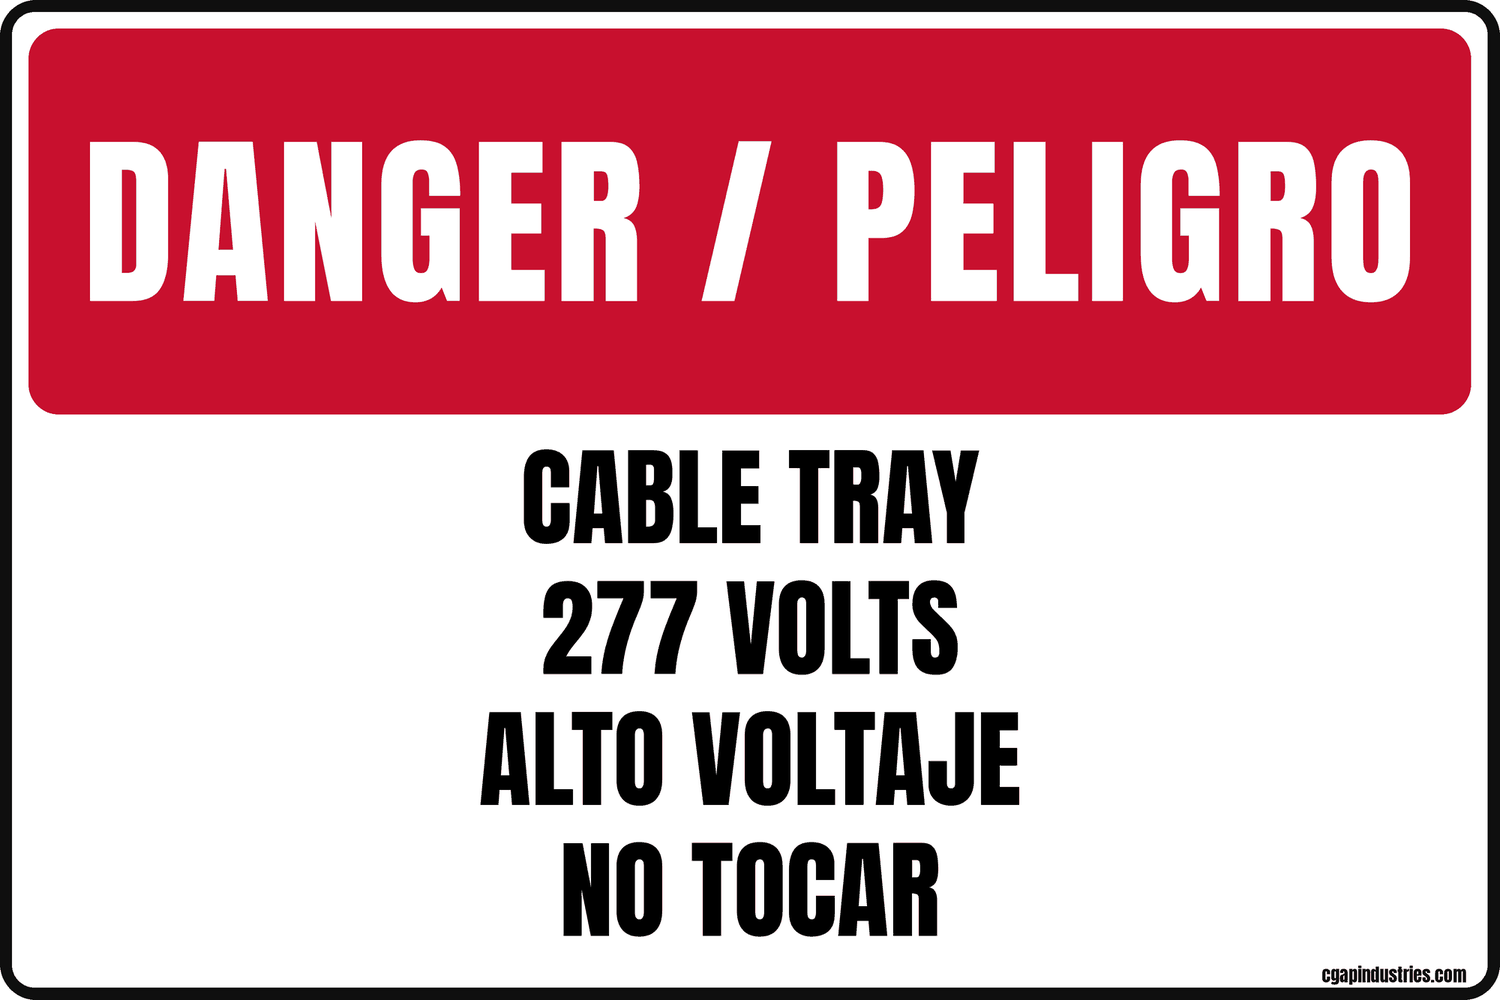 DANGER / PELIGRO
CABLE TRAY
277 VOLTS
ALTO VOLTAJE
NO TOCAR
cgapindustries.com